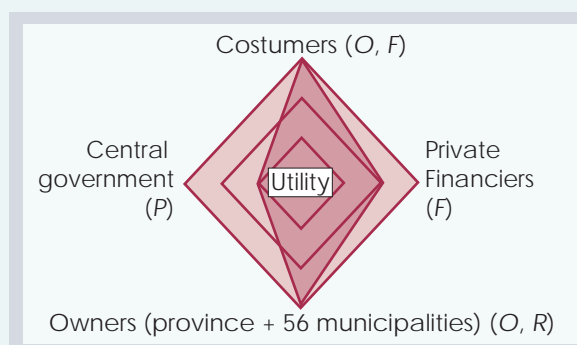 Costumers (O, F)
Central
government
(P)
Utility
Private
Financiers
(F)
Owners (province + 56 municipalities) (O, R)